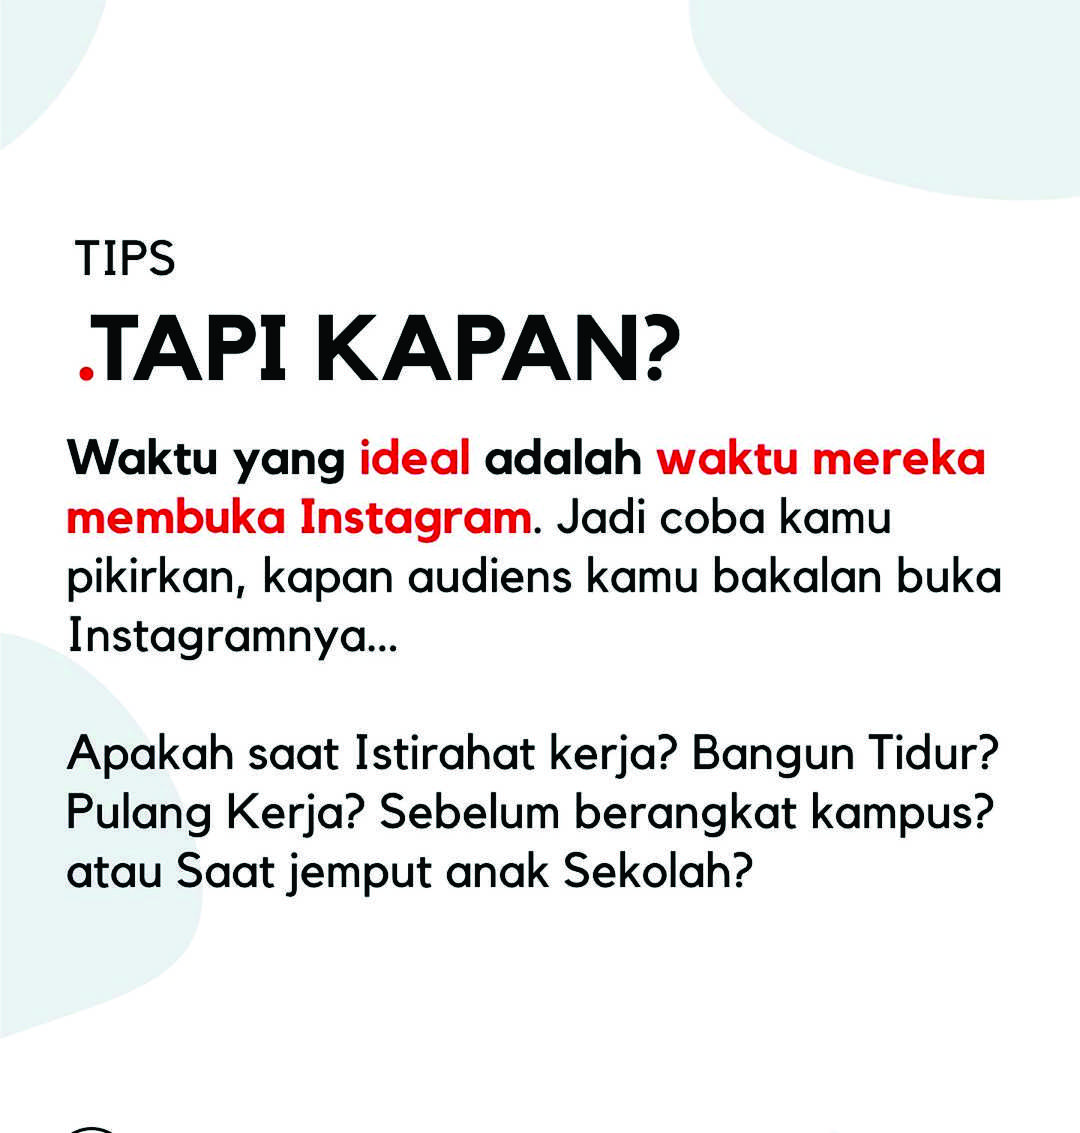 TIPS
.TAPI KAPAN?
Waktu yang ideal adalah waktu mereka
membuka Instagram. Jadi coba kamu
pikirkan, kapan audiens kamu bakalan buka
Instagramnya...
Apakah saat Istirahat kerja? Bangun Tidur?
Pulang Kerja? Sebelum berangkat kampus?
atau Saat jemput anak Sekolah?